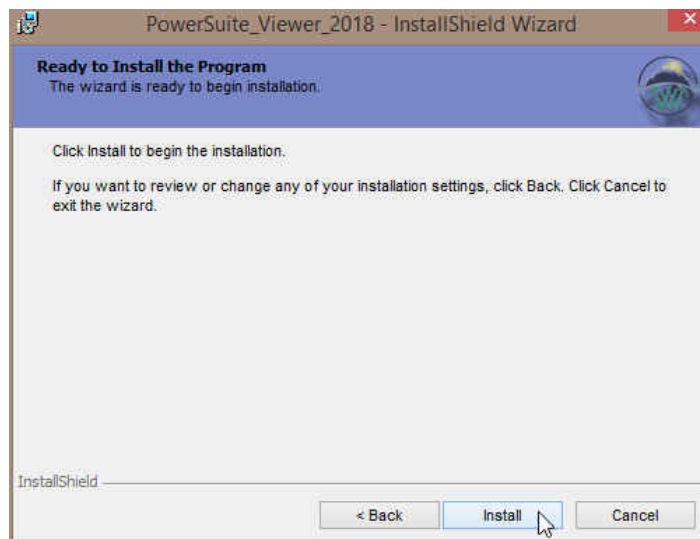 PowerSuite_Viewer_2018 - InstallShield Wizard
Ready to Install the Program
The wizard is ready to begin installation.
Click Install to begin the installation.
If you want to review or change any of your installation settings, click Back. Click Cancel to
exit the wizard.
InstallShield
< Back
Install
Cancel